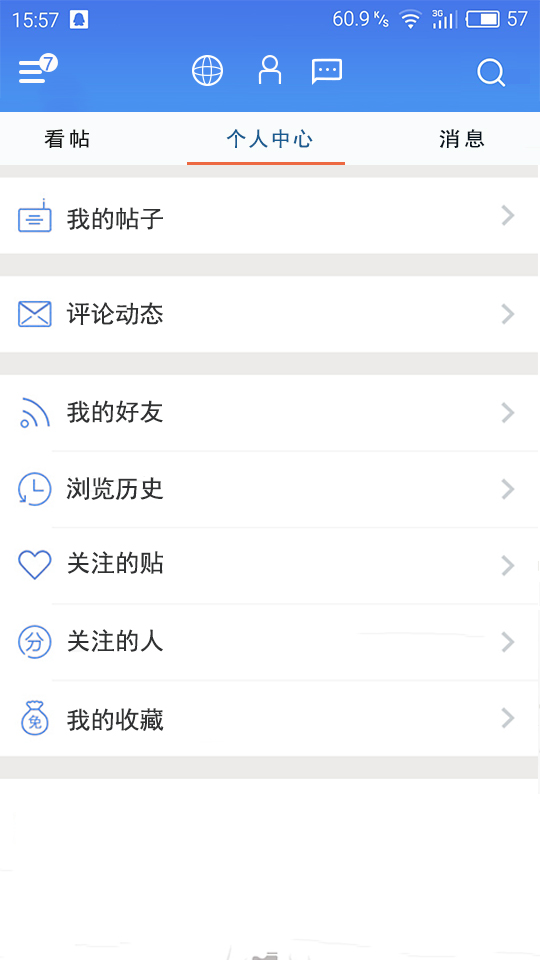 15:57 60.9 K/s 3G 57
7
看帖 个人中心 消息
我的帖子
评论动态
我的好友
浏览历史
关注的贴
分 关注的人
免 我的收藏